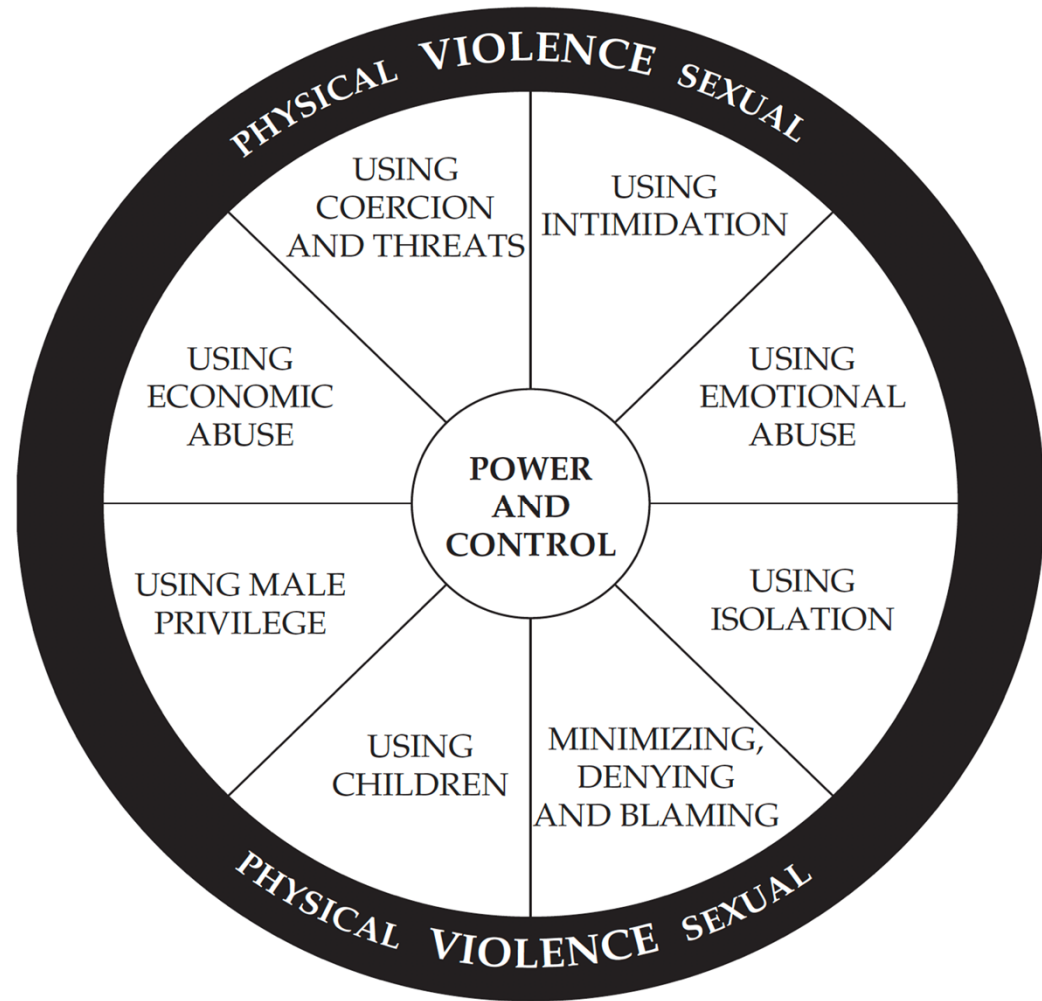 PHYSICAL VIOLENCE SEXUAL
USING
COERCION
AND THREATS
USING
INTIMIDATION
USING
EMOTIONAL
ABUSE
USING
ISOLATION
MINIMIZING,
DENYING
AND BLAMING
USING
CHILDREN
USING MALE
PRIVILEGE
USING
ECONOMIC
ABUSE
POWER
AND
CONTROL
PHYSICAL VIOLENCE SEXUAL